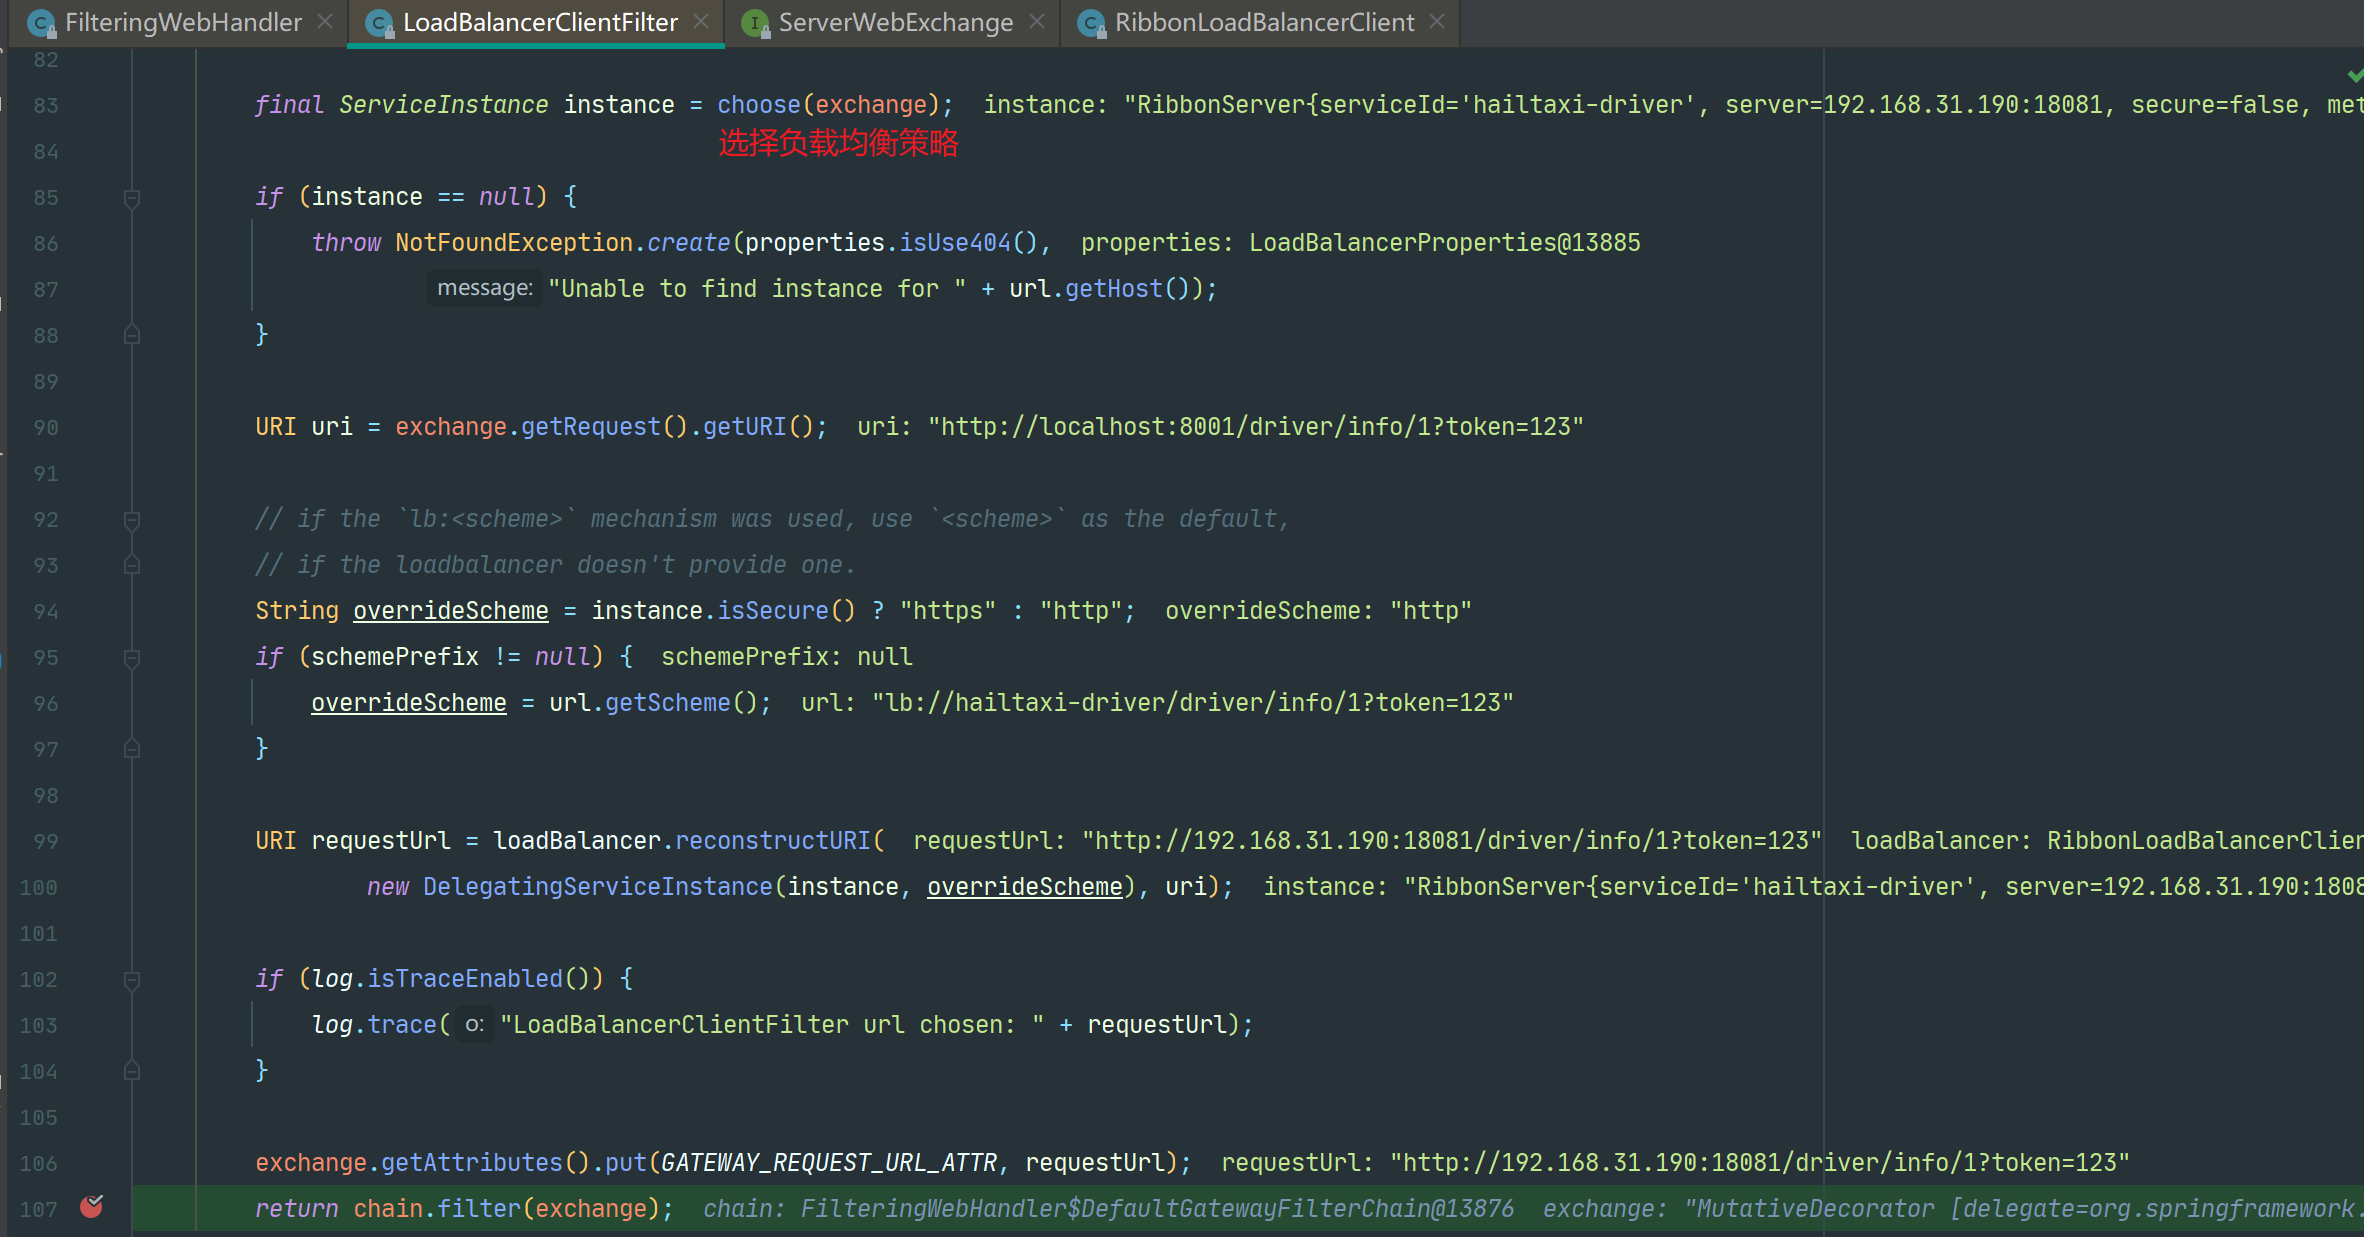 FilteringWebHandler LoadBalancerClientFilter ServerWebExchange RibbonLoadBalancerClient
82
83 final ServiceInstance instance = choose(exchange); instance: "RibbonServer{serviceId='hailtaxi-driver', server=192.168.31.190:18081, secure=false, met
84 选择负载均衡策略
85 if (instance == null) {
86 throw NotFoundException.create(properties.isUse404(), properties: LoadBalancerProperties@13885
87 message: "Unable to find instance for " + url.getHost());
88 }
89
90 URI uri = exchange.getRequest().getURI(); uri: "http://localhost:8001/driver/info/1?token=123"
91
92 // if the `lb:<scheme>` mechanism was used, use `<scheme>` as the default,
93 // if the loadbalancer doesn't provide one.
94 String overrideScheme = instance.isSecure() ? "https" : "http"; overrideScheme: "http"
95 if (schemePrefix != null) { schemePrefix: null
96 overrideScheme = url.getScheme(); url: "lb://hailtaxi-driver/driver/info/1?token=123"
97 }
98
99 URI requestUrl = loadBalancer.reconstructURI( requestUrl: "http://192.168.31.190:18081/driver/info/1?token=123" loadBalancer: RibbonLoadBalancerClien
100 new DelegatingServiceInstance(instance, overrideScheme), uri); instance: "RibbonServer{serviceId='hailtaxi-driver', server=192.168.31.190:1808
101
102 if (log.isTraceEnabled()) {
103 log.trace( o: "LoadBalancerClientFilter url chosen: " + requestUrl);
104 }
105
106 exchange.getAttributes().put(GATEWAY_REQUEST_URL_ATTR, requestUrl); requestUrl: "http://192.168.31.190:18081/driver/info/1?token=123"
107 return chain.filter(exchange); chain: FilteringWebHandler$DefaultGatewayFilterChain@13876 exchange: "MutativeDecorator [delegate=org.springframework.